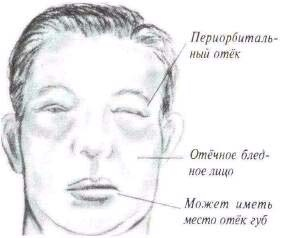 Периорбиталь-
ный отёк
Отёчное блед-
ное лицо
Может иметь
место отёк губ